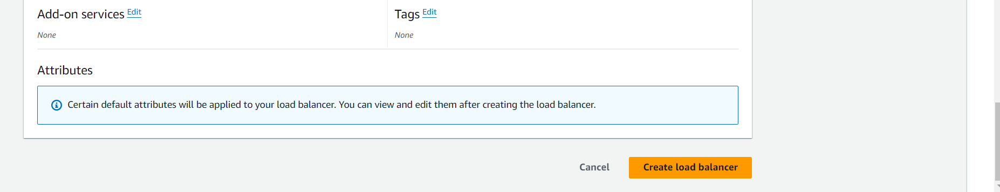 Add-on services Edit
Tags Edit
None
None
Attributes
Certain default attributes will be applied to your load balancer. You can view and edit them after creating the load balancer.
Cancel
Create load balancer